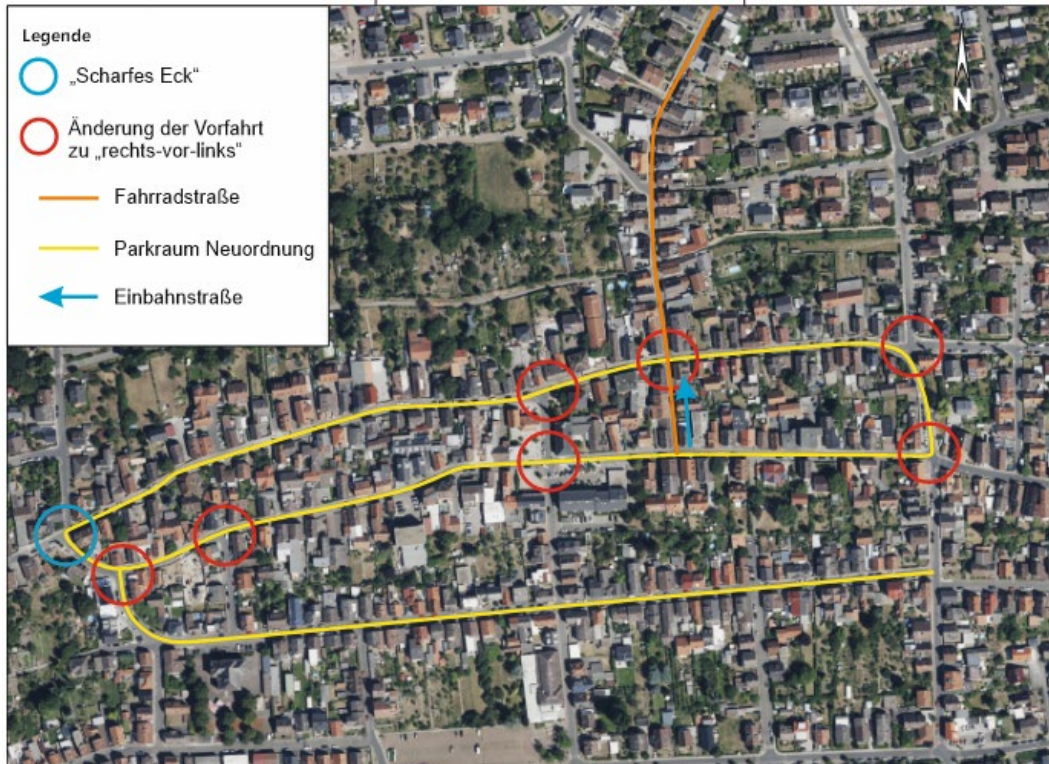 Legende
„Scharfes Eck“
Änderung der Vorfahrt
zu „rechts-vor-links“
Fahrradstraße
Parkraum Neuordnung
Einbahnstraße
N